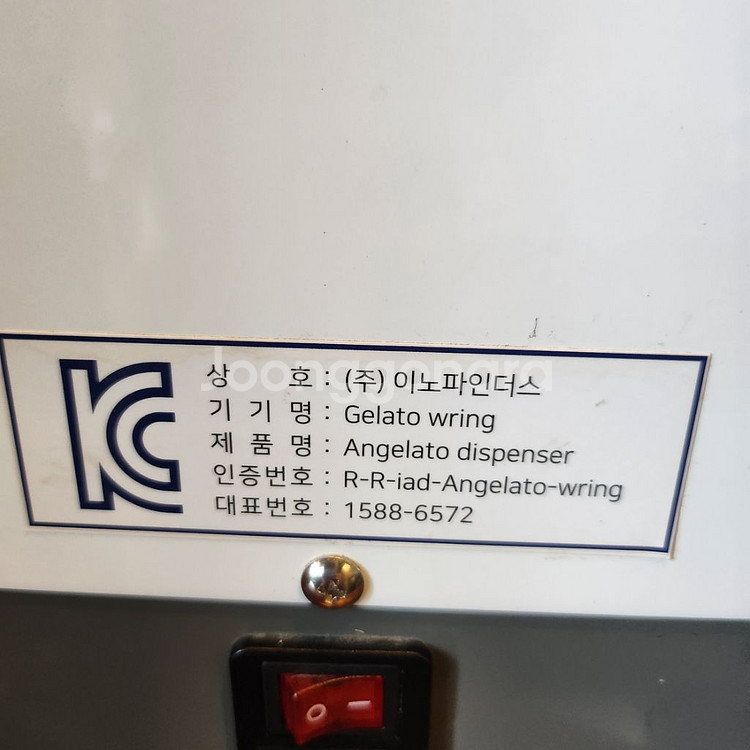 Joonggonara
KC
상 호 : (주) 이노파인더스
기 기 명 : Gelato wring
제 품 명 : Angelato dispenser
인증번호 : R-R-iad-Angelato-wring
대표번호 : 1588-6572